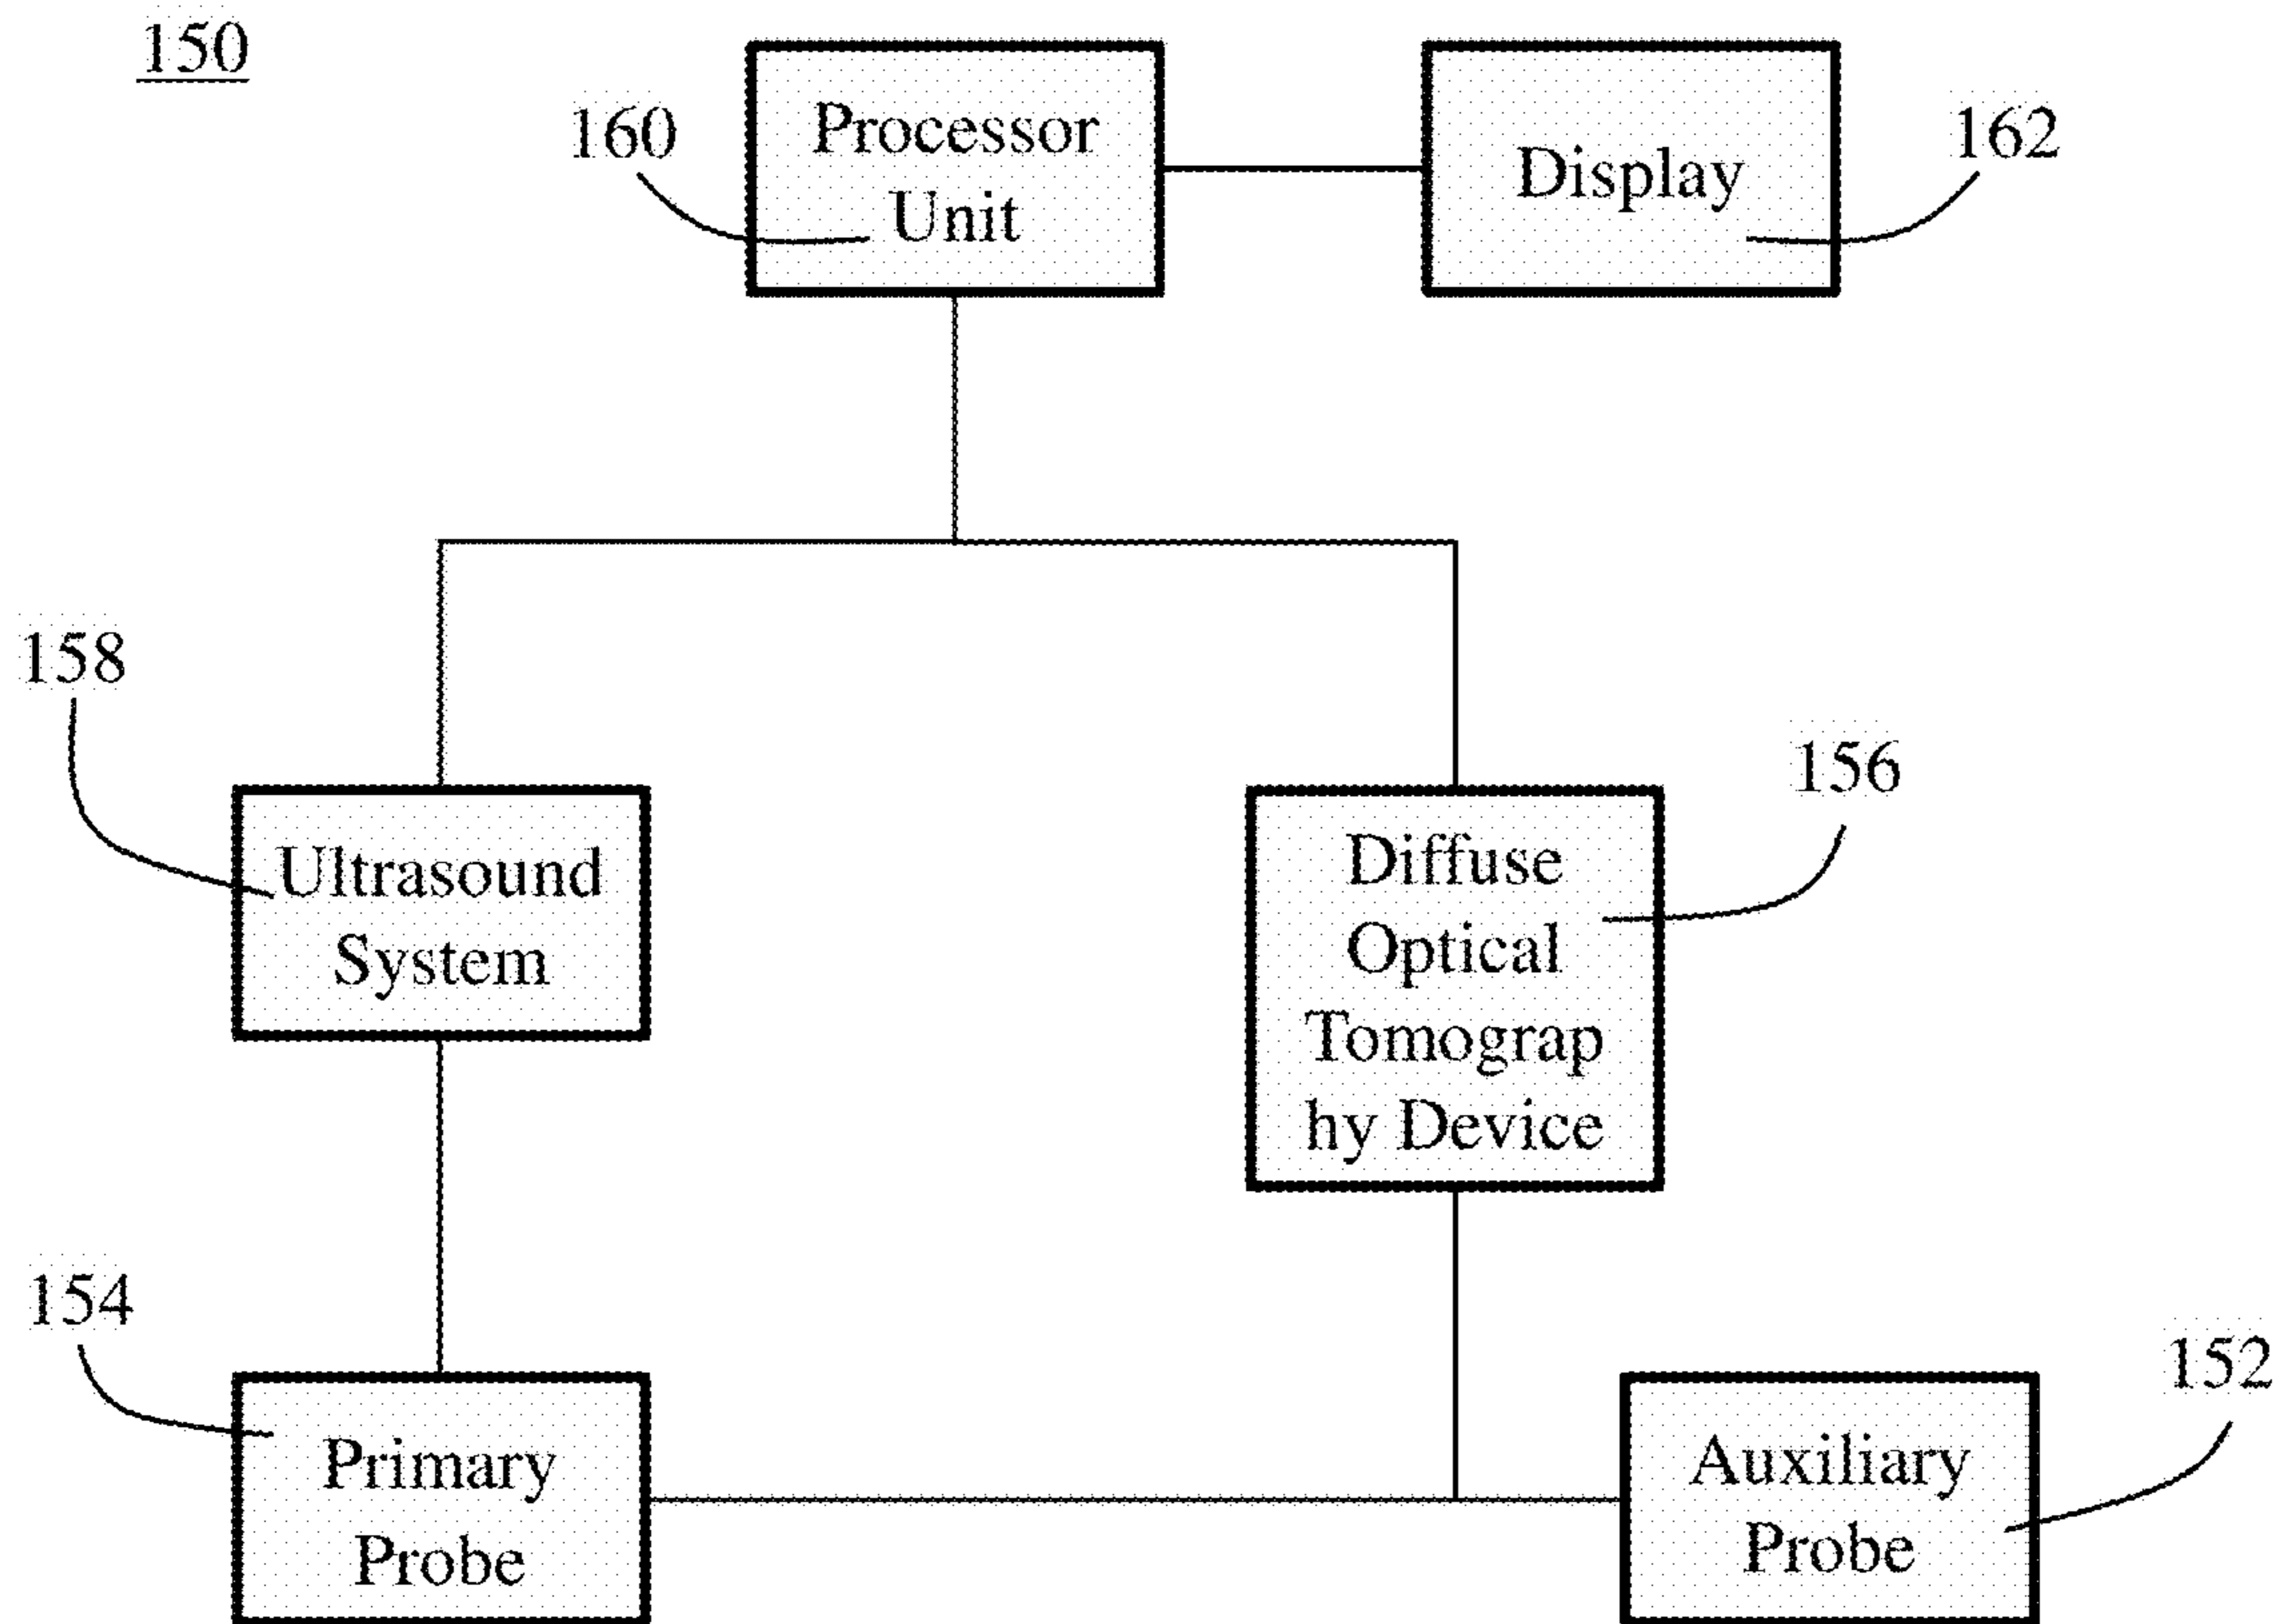 150
160
Processor
Unit
Display
162
158
Ultrasound
System
156
Diffuse
Optical
Tomograp
hy Device
154
Primary
Probe
Auxiliary
Probe
152